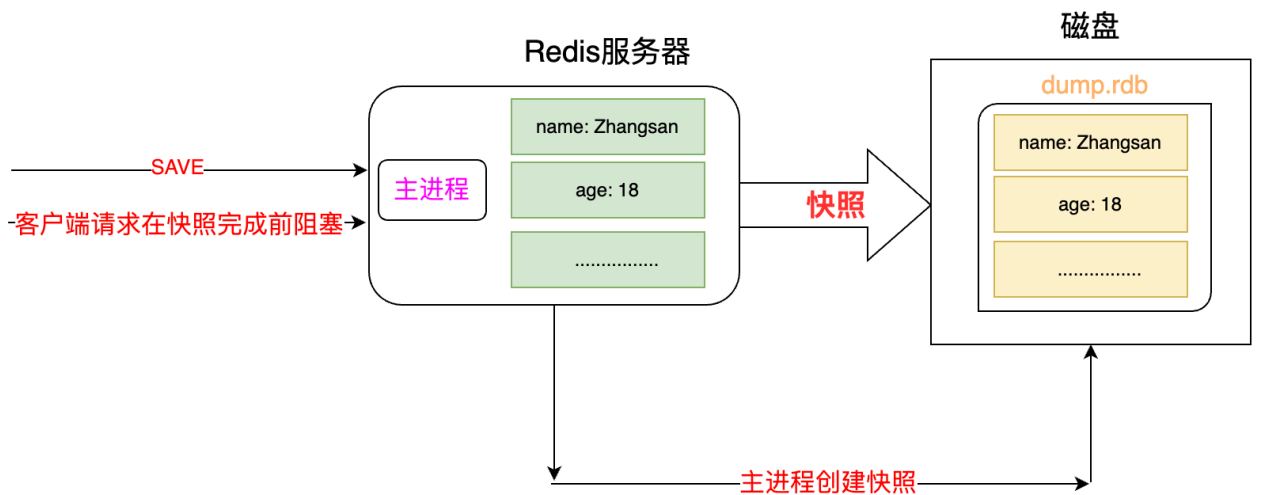 磁盘
Redis服务器
dump.rdb
name: Zhangsan
name: Zhangsan
SAVE
主进程
age: 18
快照
age: 18
客户端请求在快照完成前阻塞
................
................
主进程创建快照